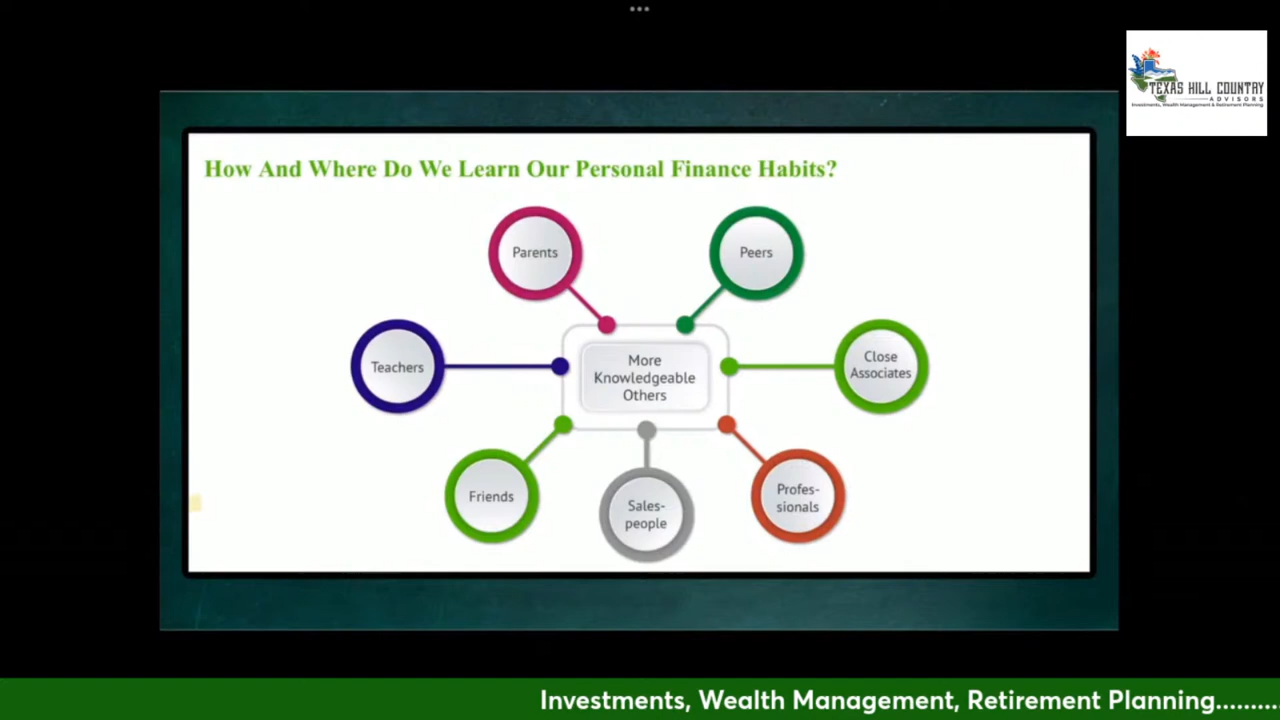 TEXAS HILL COUNTRY
ADVISORS
Investments, Wealth Management & Retirement Planning
How And Where Do We Learn Our Personal Finance Habits?
Parents
Peers
Teachers
More
Knowledgeable
Others
Close
Associates
Friends
Sales-
people
Profes-
sionals
Investments, Wealth Management, Retirement Planning.........